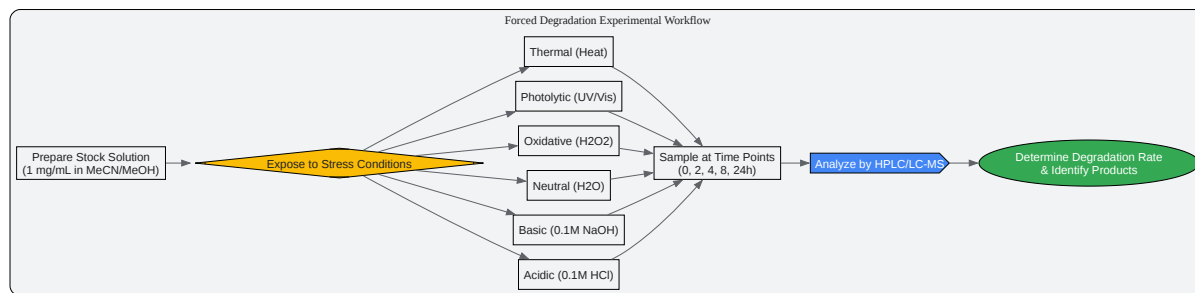 Forced Degradation Experimental Workflow
Prepare Stock Solution
(1 mg/mL in MeCN/MeOH)
Expose to Stress Conditions
Thermal (Heat)
Photolytic (UV/Vis)
Oxidative (H2O2)
Neutral (H2O)
Basic (0.1M NaOH)
Acidic (0.1M HCl)
Sample at Time Points
(0, 2, 4, 8, 24h)
Analyze by HPLC/LC-MS
Determine Degradation Rate
& Identify Products